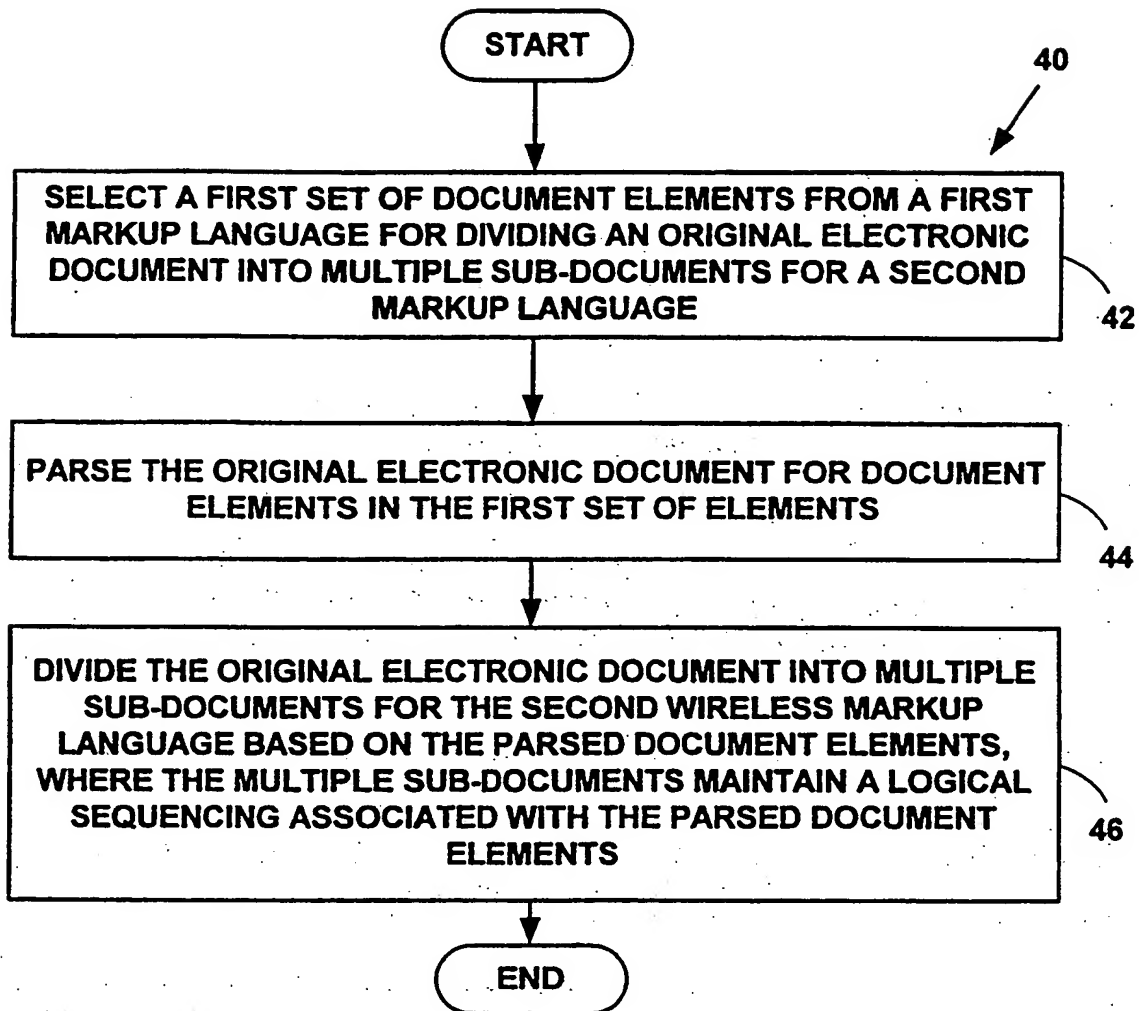 START
40
SELECT A FIRST SET OF DOCUMENT ELEMENTS FROM A FIRST
MARKUP LANGUAGE FOR DIVIDING AN ORIGINAL ELECTRONIC
DOCUMENT INTO MULTIPLE SUB-DOCUMENTS FOR A SECOND
MARKUP LANGUAGE
42
PARSE THE ORIGINAL ELECTRONIC DOCUMENT FOR DOCUMENT
ELEMENTS IN THE FIRST SET OF ELEMENTS
44
DIVIDE THE ORIGINAL ELECTRONIC DOCUMENT INTO MULTIPLE
SUB-DOCUMENTS FOR THE SECOND WIRELESS MARKUP
LANGUAGE BASED ON THE PARSED DOCUMENT ELEMENTS,
WHERE THE MULTIPLE SUB-DOCUMENTS MAINTAIN A LOGICAL
SEQUENCING ASSOCIATED WITH THE PARSED DOCUMENT
ELEMENTS
46
END